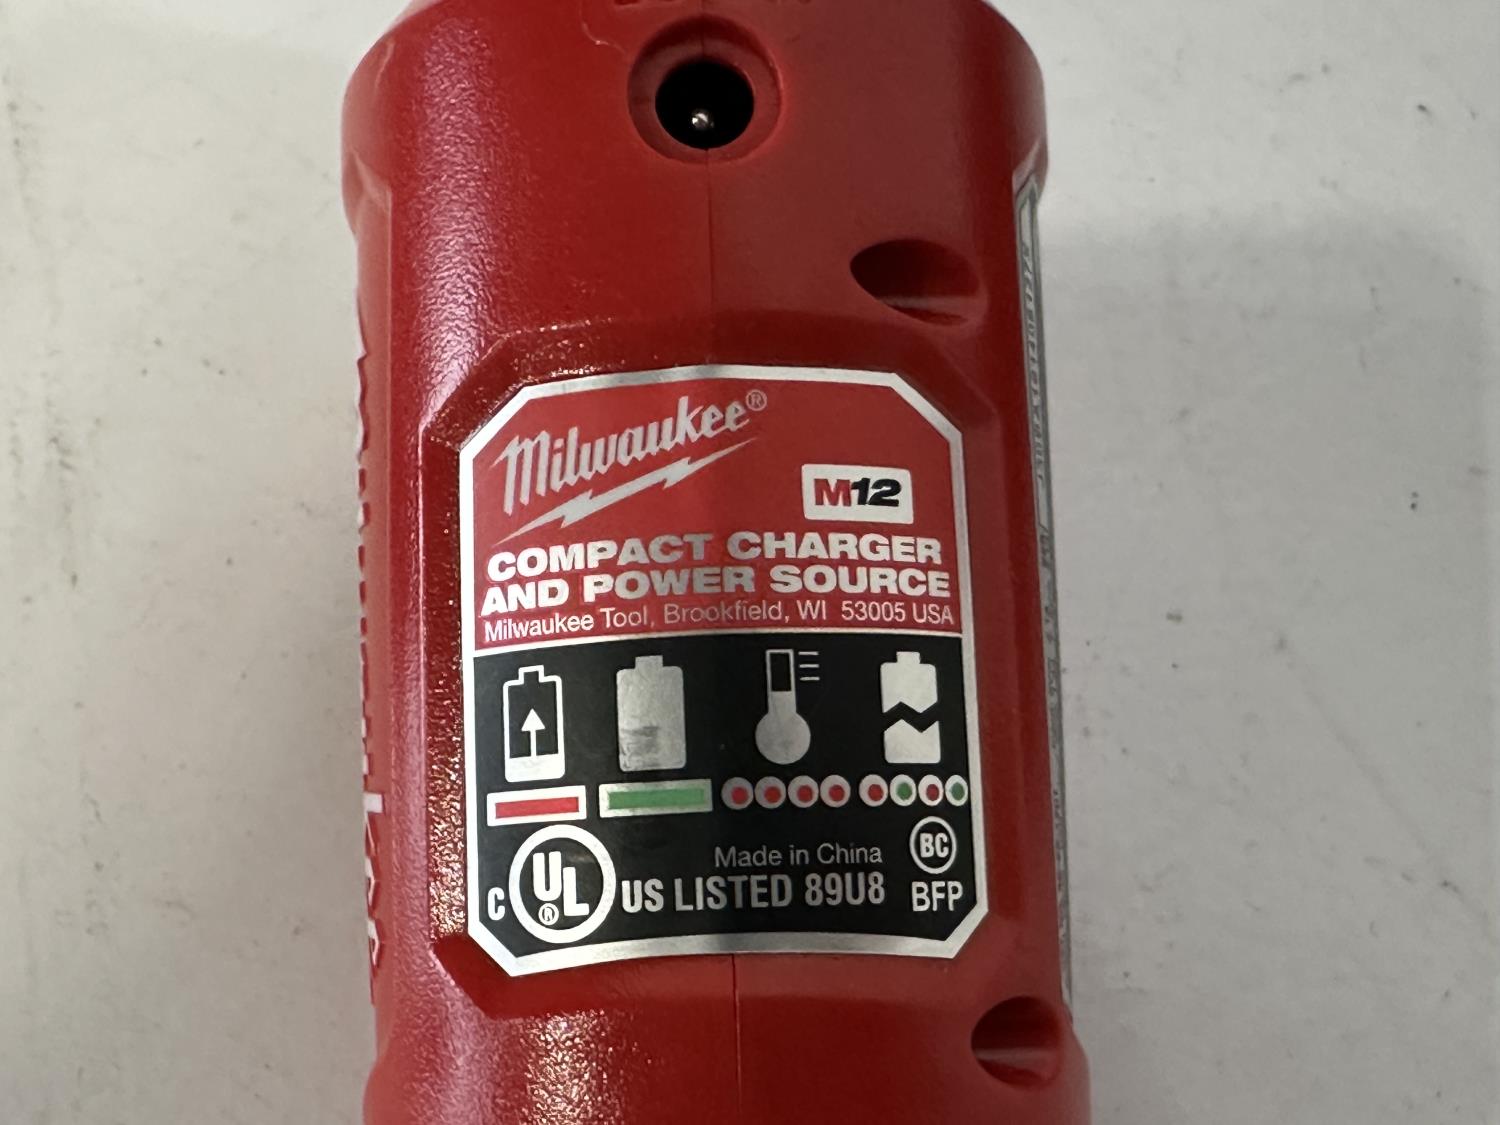 Milwaukee®
M12
COMPACT CHARGER
AND POWER SOURCE
Milwaukee Tool, Brookfield, WI 53005 USA
Made in China
C UL® US LISTED 89U8
BC
BFP